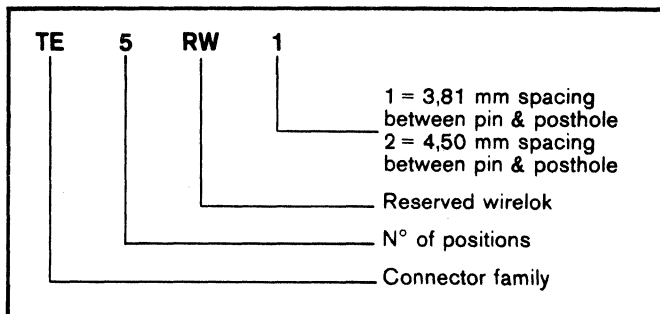 TE 5 RW 1
1 = 3,81 mm spacing
between pin & posthole
2 = 4,50 mm spacing
between pin & posthole
Reserved wirelok
N° of positions
Connector family